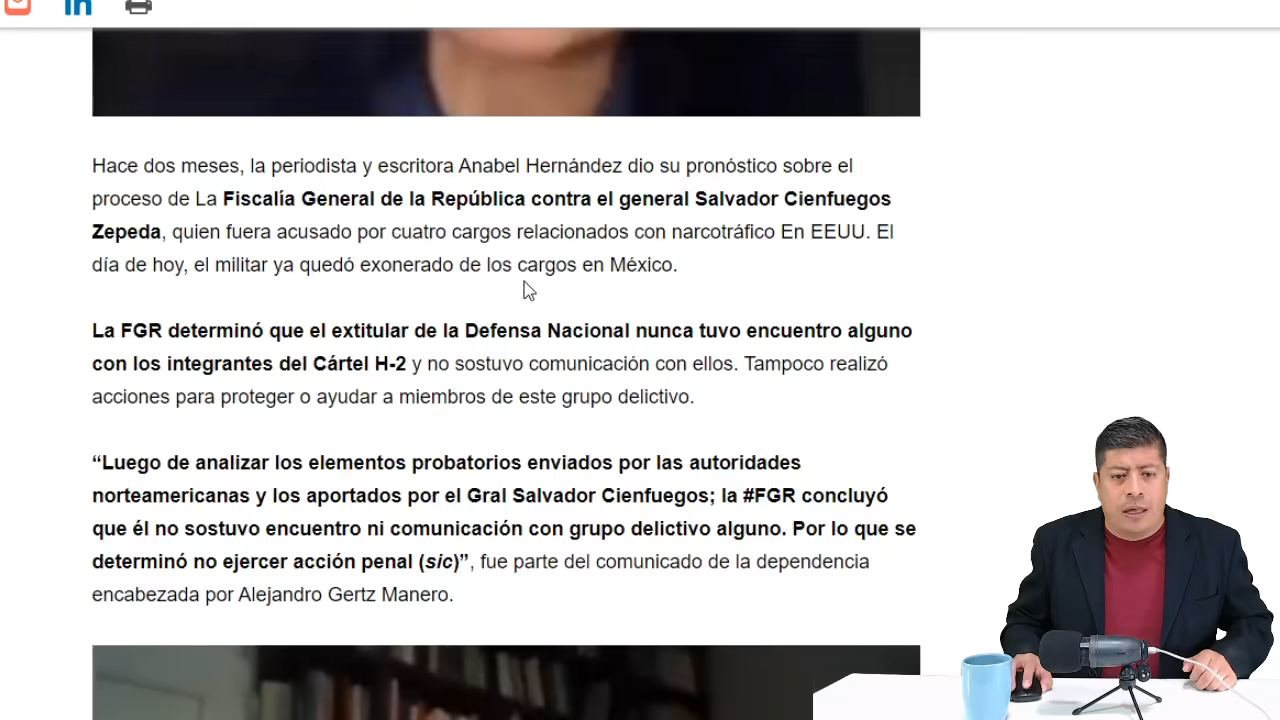 in
Hace dos meses, la periodista y escritora Anabel Hernández dio su pronóstico sobre el
proceso de La Fiscalía General de la República contra el general Salvador Cienfuegos
Zepeda, quien fuera acusado por cuatro cargos relacionados con narcotráfico En EEUU. El
día de hoy, el militar ya quedó exonerado de los cargos en México.
La FGR determinó que el extitular de la Defensa Nacional nunca tuvo encuentro alguno
con los integrantes del Cártel H-2 y no sostuvo comunicación con ellos. Tampoco realizó
acciones para proteger o ayudar a miembros de este grupo delictivo.
“Luego de analizar los elementos probatorios enviados por las autoridades
norteamericanas y los aportados por el Gral Salvador Cienfuegos; la #FGR concluyó
que él no sostuvo encuentro ni comunicación con grupo delictivo alguno. Por lo que se
determinó no ejercer acción penal (sic)”, fue parte del comunicado de la dependencia
encabezada por Alejandro Gertz Manero.